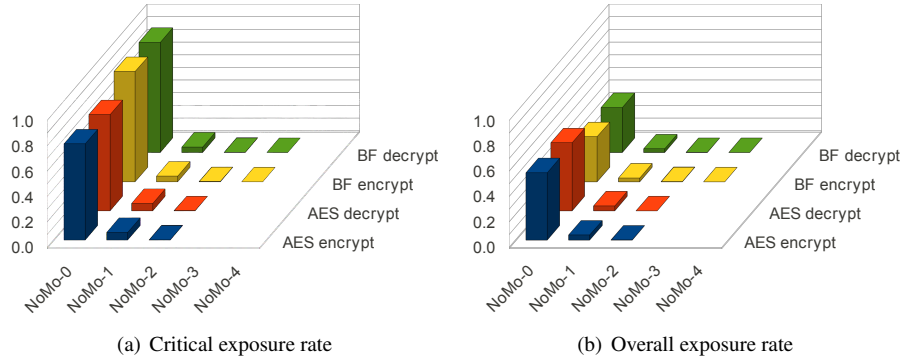 1.0
0.8
0.6
0.4
0.2
0.0
BF decrypt
BF encrypt
AES decrypt
AES encrypt
NoMo-0
NoMo-1
NoMo-2
NoMo-3
NoMo-4
(a) Critical exposure rate
1.0
0.8
0.6
0.4
0.2
0.0
BF decrypt
BF encrypt
AES decrypt
AES encrypt
NoMo-0
NoMo-1
NoMo-2
NoMo-3
NoMo-4
(b) Overall exposure rate